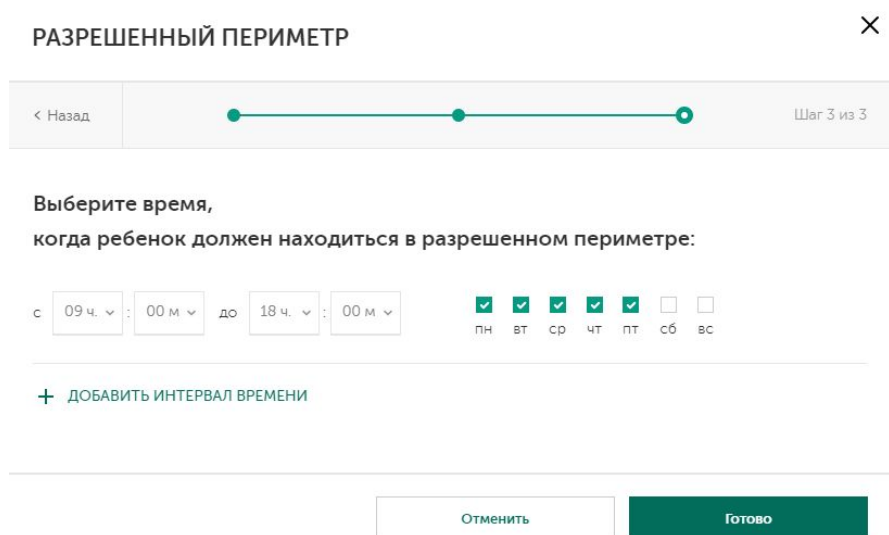 РАЗРЕШЕННЫЙ ПЕРИМЕТР
< Назад
Шаг 3 из 3
Выберите время,
когда ребенок должен находиться в разрешенном периметре:
с 09 ч. : 00 м до 18 ч. : 00 м
пн вт ср чт пт сб вс
+ ДОБАВИТЬ ИНТЕРВАЛ ВРЕМЕНИ
Отменить Готово